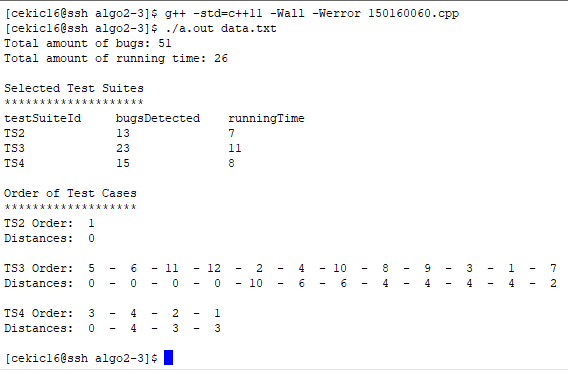 [cekic16@ssh algo2-3]$ g++ -std=c++11 -Wall -Werror 150160060.cpp
[cekic16@ssh algo2-3]$ ./a.out data.txt
Total amount of bugs: 51
Total amount of running time: 26

Selected Test Suites
********************
testSuiteId     bugsDetected    runningTime
TS2             13              7
TS3             23              11
TS4             15              8

Order of Test Cases
*******************
TS2 Order:  1
Distances:  0

TS3 Order:  5  -  6  - 11  - 12  -  2  -  4  - 10  -  8  -  9  -  3  -  1  -  7
Distances:  0  -  0  -  0  -  0  - 10  -  6  -  6  -  4  -  4  -  4  -  4  -  2

TS4 Order:  3  -  4  -  2  -  1
Distances:  0  -  4  -  3  -  3

[cekic16@ssh algo2-3]$